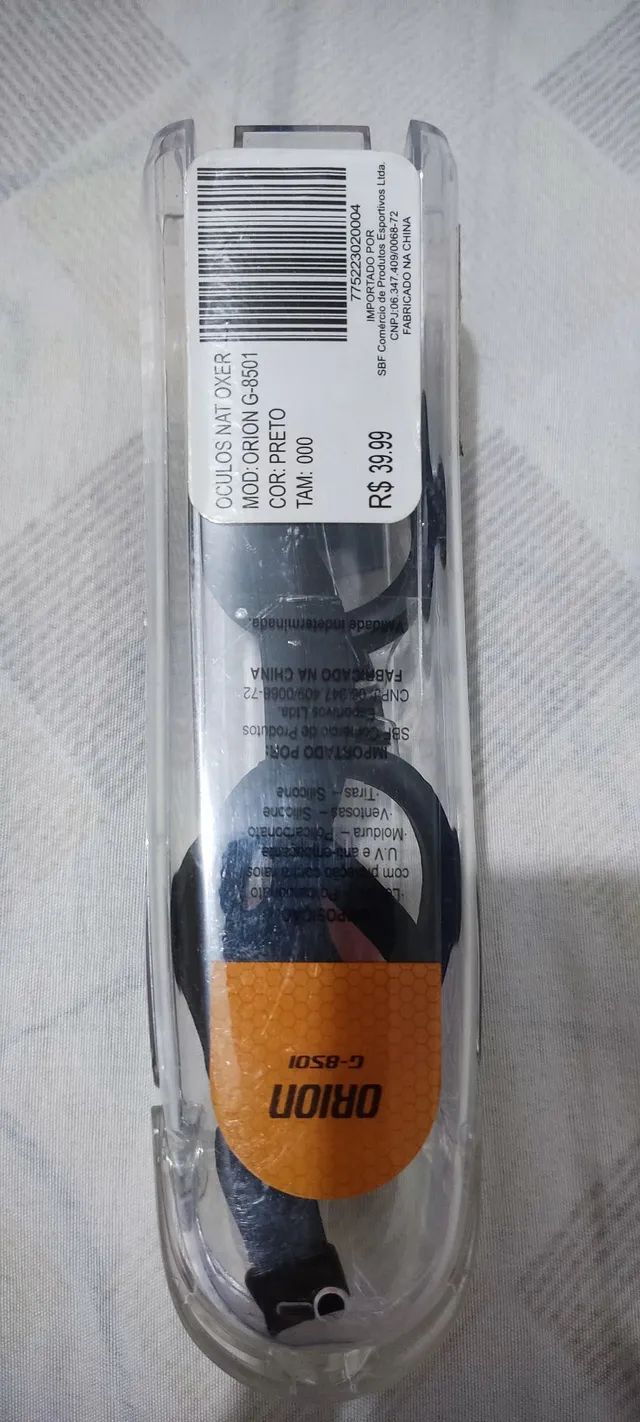 OCULOS NAT OXER
MOD: ORION G-8501
COR: PRETO
TAM: 000
R$ 39.99
775223020004
IMPORTADO POR
SBF Comércio de Produtos Esportivos Ltda.
CNPJ:06.347.409/0068-72
FABRICADO NA CHINA
ORION
G-8501
com proteção contra raios
U.V e anti-embaçante
·Moldura – Policarbonato
·Ventosas – Silicone
·Tiras – Silicone
IMPORTADO POR:
SBF Comércio de Produtos
Esportivos Ltda.
CNPJ: 06.347.409/0068-72
FABRICADO NA CHINA
Validade indeterminada.